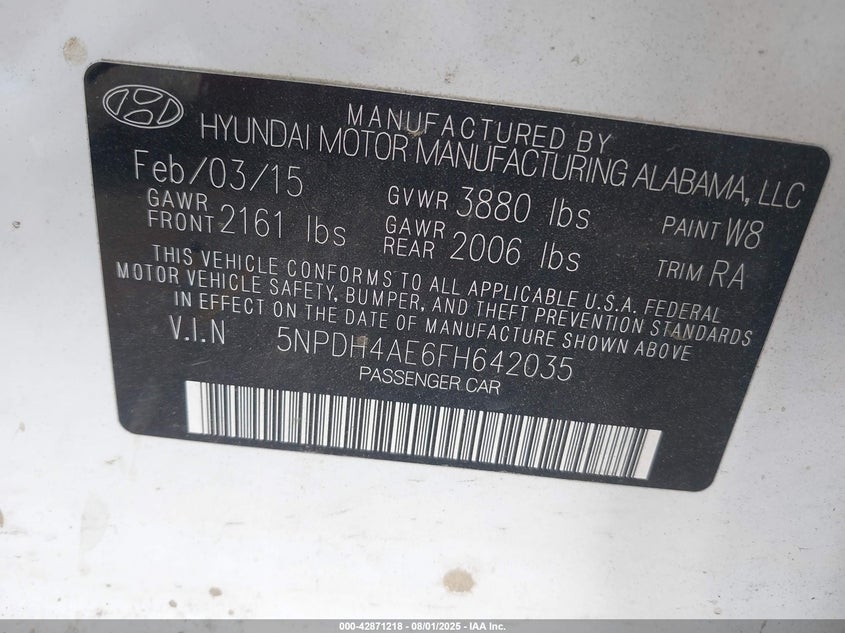 MANUFACTURED BY
HYUNDAI MOTOR MANUFACTURING ALABAMA, LLC
Feb/03/15 GVWR 3880 lbs PAINT W8
GAWR FRONT 2161 lbs GAWR REAR 2006 lbs TRIM RA
THIS VEHICLE CONFORMS TO ALL APPLICABLE U.S.A. FEDERAL
MOTOR VEHICLE SAFETY, BUMPER, AND THEFT PREVENTION STANDARDS
IN EFFECT ON THE DATE OF MANUFACTURE SHOWN ABOVE
V.I.N 5NPDH4AE6FH642035
PASSENGER CAR
000-42871218 - 08/01/2025 - IAA Inc.